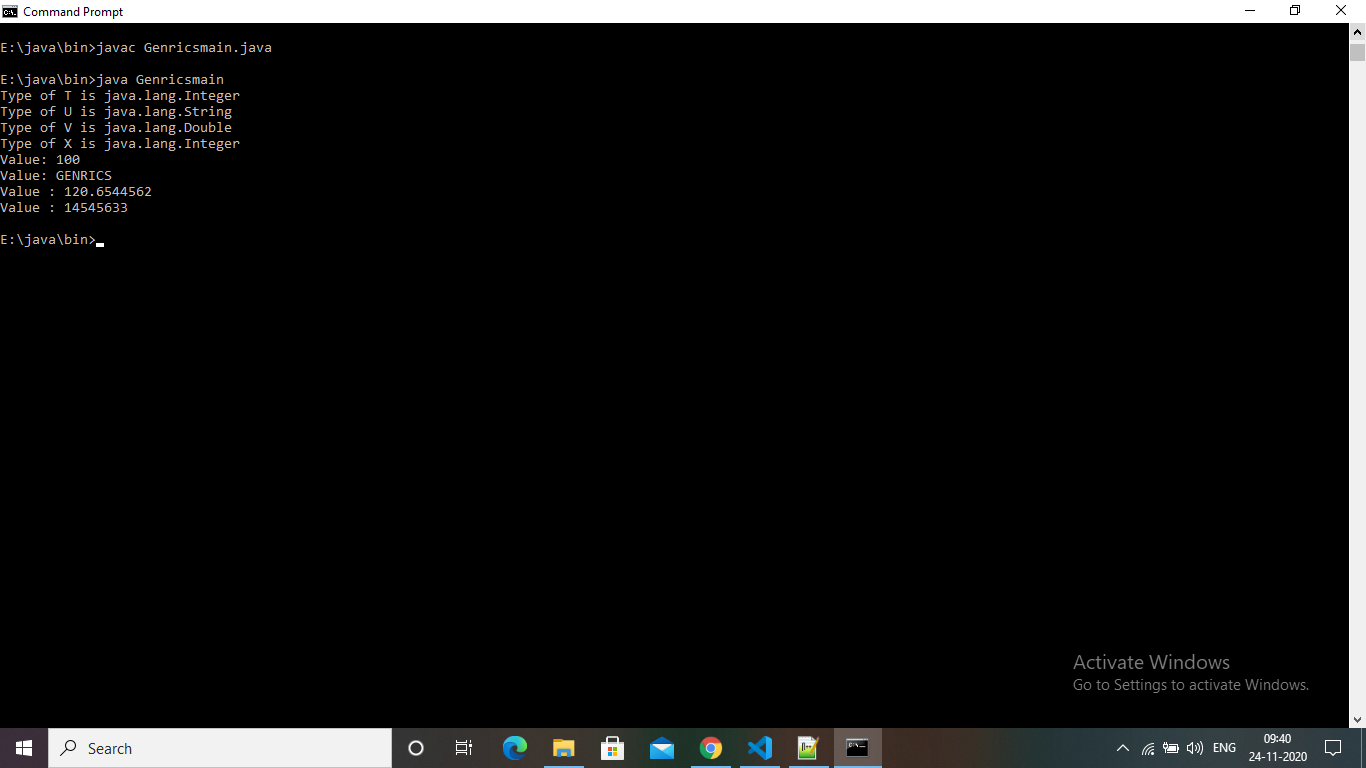 Command Prompt
E:\java\bin>javac Genricsmain.java
E:\java\bin>java Genricsmain
Type of T is java.lang.Integer
Type of U is java.lang.String
Type of V is java.lang.Double
Type of X is java.lang.Integer
Value: 100
Value: GENRICS
Value : 120.6544562
Value : 14545633
E:\java\bin>
Activate Windows
Go to Settings to activate Windows.
Search
ENG
09:40
24-11-2020